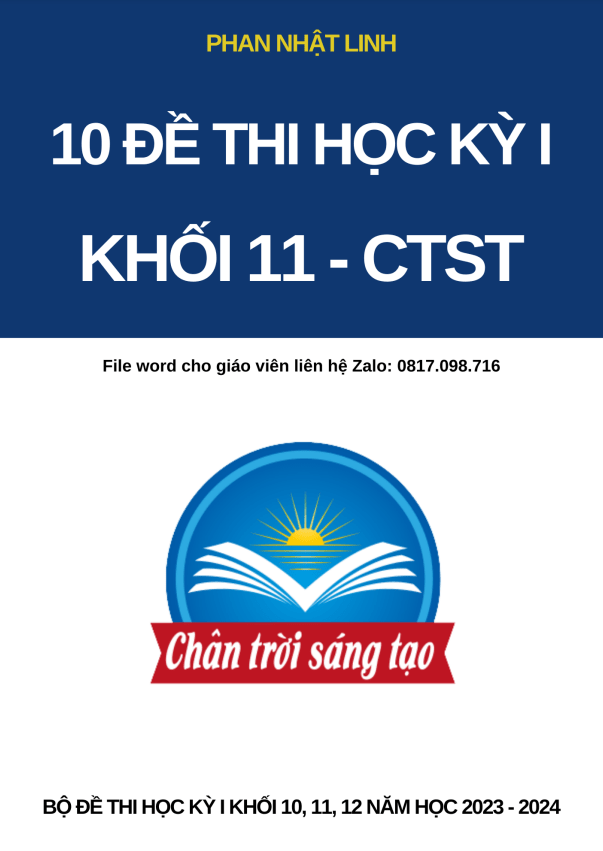 PHAN NHẬT LINH
10 ĐỀ THI HỌC KỲ I
KHỐI 11 - CTST
File word cho giáo viên liên hệ Zalo: 0817.098.716
Chân trời sáng tạo
BỘ ĐỀ THI HỌC KỲ I KHỐI 10, 11, 12 NĂM HỌC 2023 - 2024